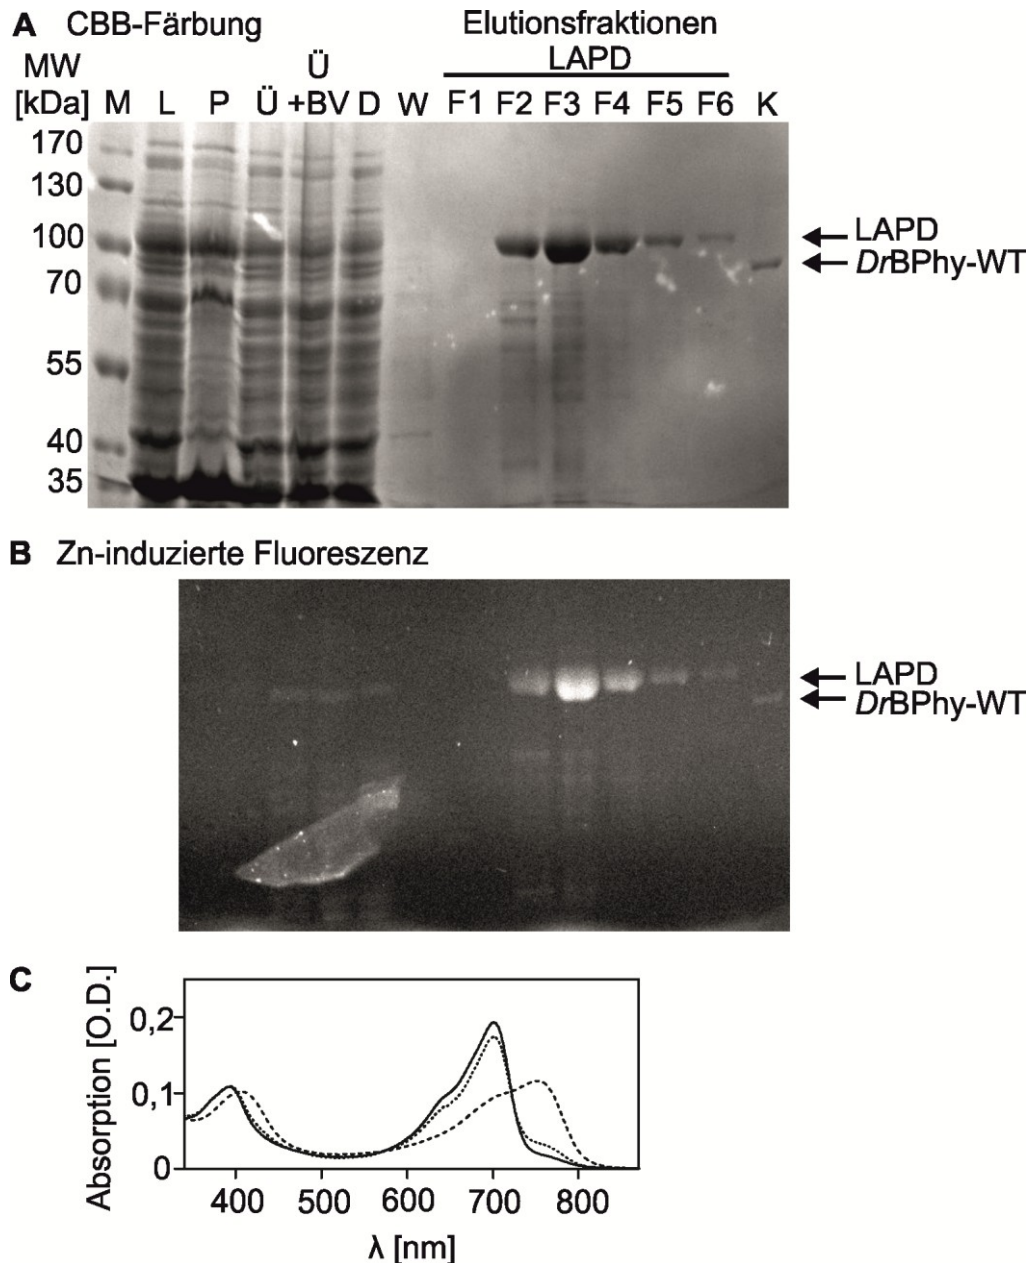 A CBB-Färbung
Elutionsfraktionen
LAPD
MW
[kDa] M L P Ü Ü +BV D W F1 F2 F3 F4 F5 F6 K
170
130
100
70
55
40
35
LAPD
DrBPhy-WT
B Zn-induzierte Fluoreszenz
LAPD
DrBPhy-WT
C
Absorption [O.D.]
0,2
0,1
0
400 500 600 700 800
λ [nm]